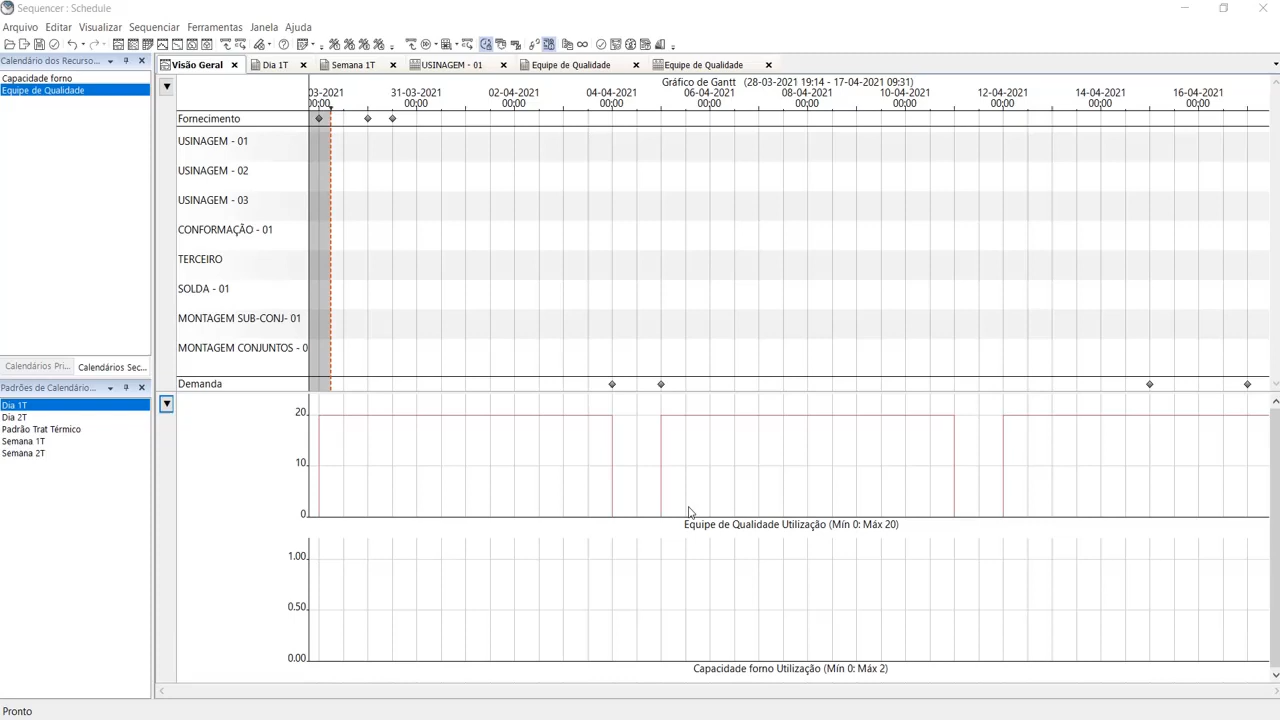 Sequencer : Schedule
Arquivo Editar Visualizar Sequenciar Ferramentas Janela Ajuda
Calendário dos Recurso...
Capacidade forno
Equipe de Qualidade
Calendários Pri... Calendários Sec...
Padrões de Calendário...
Dia 1T
Dia 2T
Padrão Trat Térmico
Semana 1T
Semana 2T
Visão Geral Dia 1T Semana 1T USINAGEM - 01 Equipe de Qualidade Equipe de Qualidade
Gráfico de Gantt (28-03-2021 19:14 - 17-04-2021 09:31)
03-2021 31-03-2021 02-04-2021 04-04-2021 06-04-2021 08-04-2021 10-04-2021 12-04-2021 14-04-2021 16-04-2021
00:00 00:00 00:00 00:00 00:00 00:00 00:00 00:00 00:00 00:00
Fornecimento
USINAGEM - 01
USINAGEM - 02
USINAGEM - 03
CONFORMAÇÃO - 01
TERCEIRO
SOLDA - 01
MONTAGEM SUB-CONJ- 01
MONTAGEM CONJUNTOS - 0
Demanda
20
10
0
Equipe de Qualidade Utilização (Mín 0: Máx 20)
1.00
0.50
0.00
Capacidade forno Utilização (Mín 0: Máx 2)
Pronto